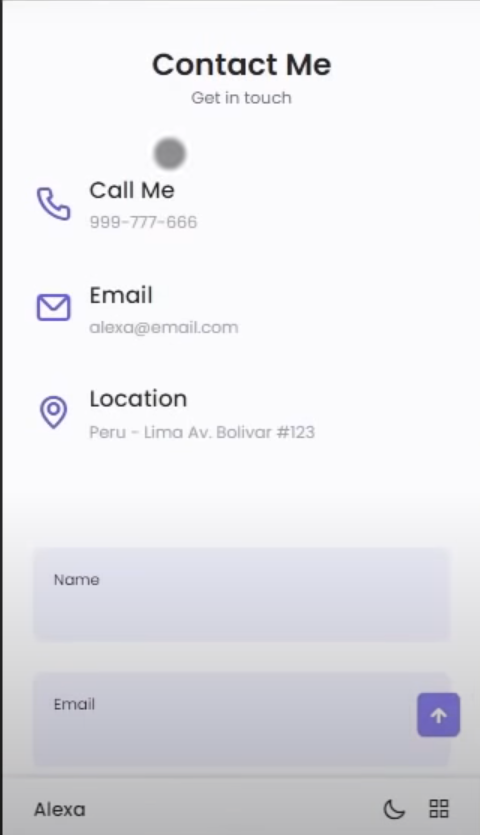 Contact Me
Get in touch
Call Me
999-777-666
Email
alexa@email.com
Location
Peru - Lima Av. Bolivar #123
Name
Email
Alexa